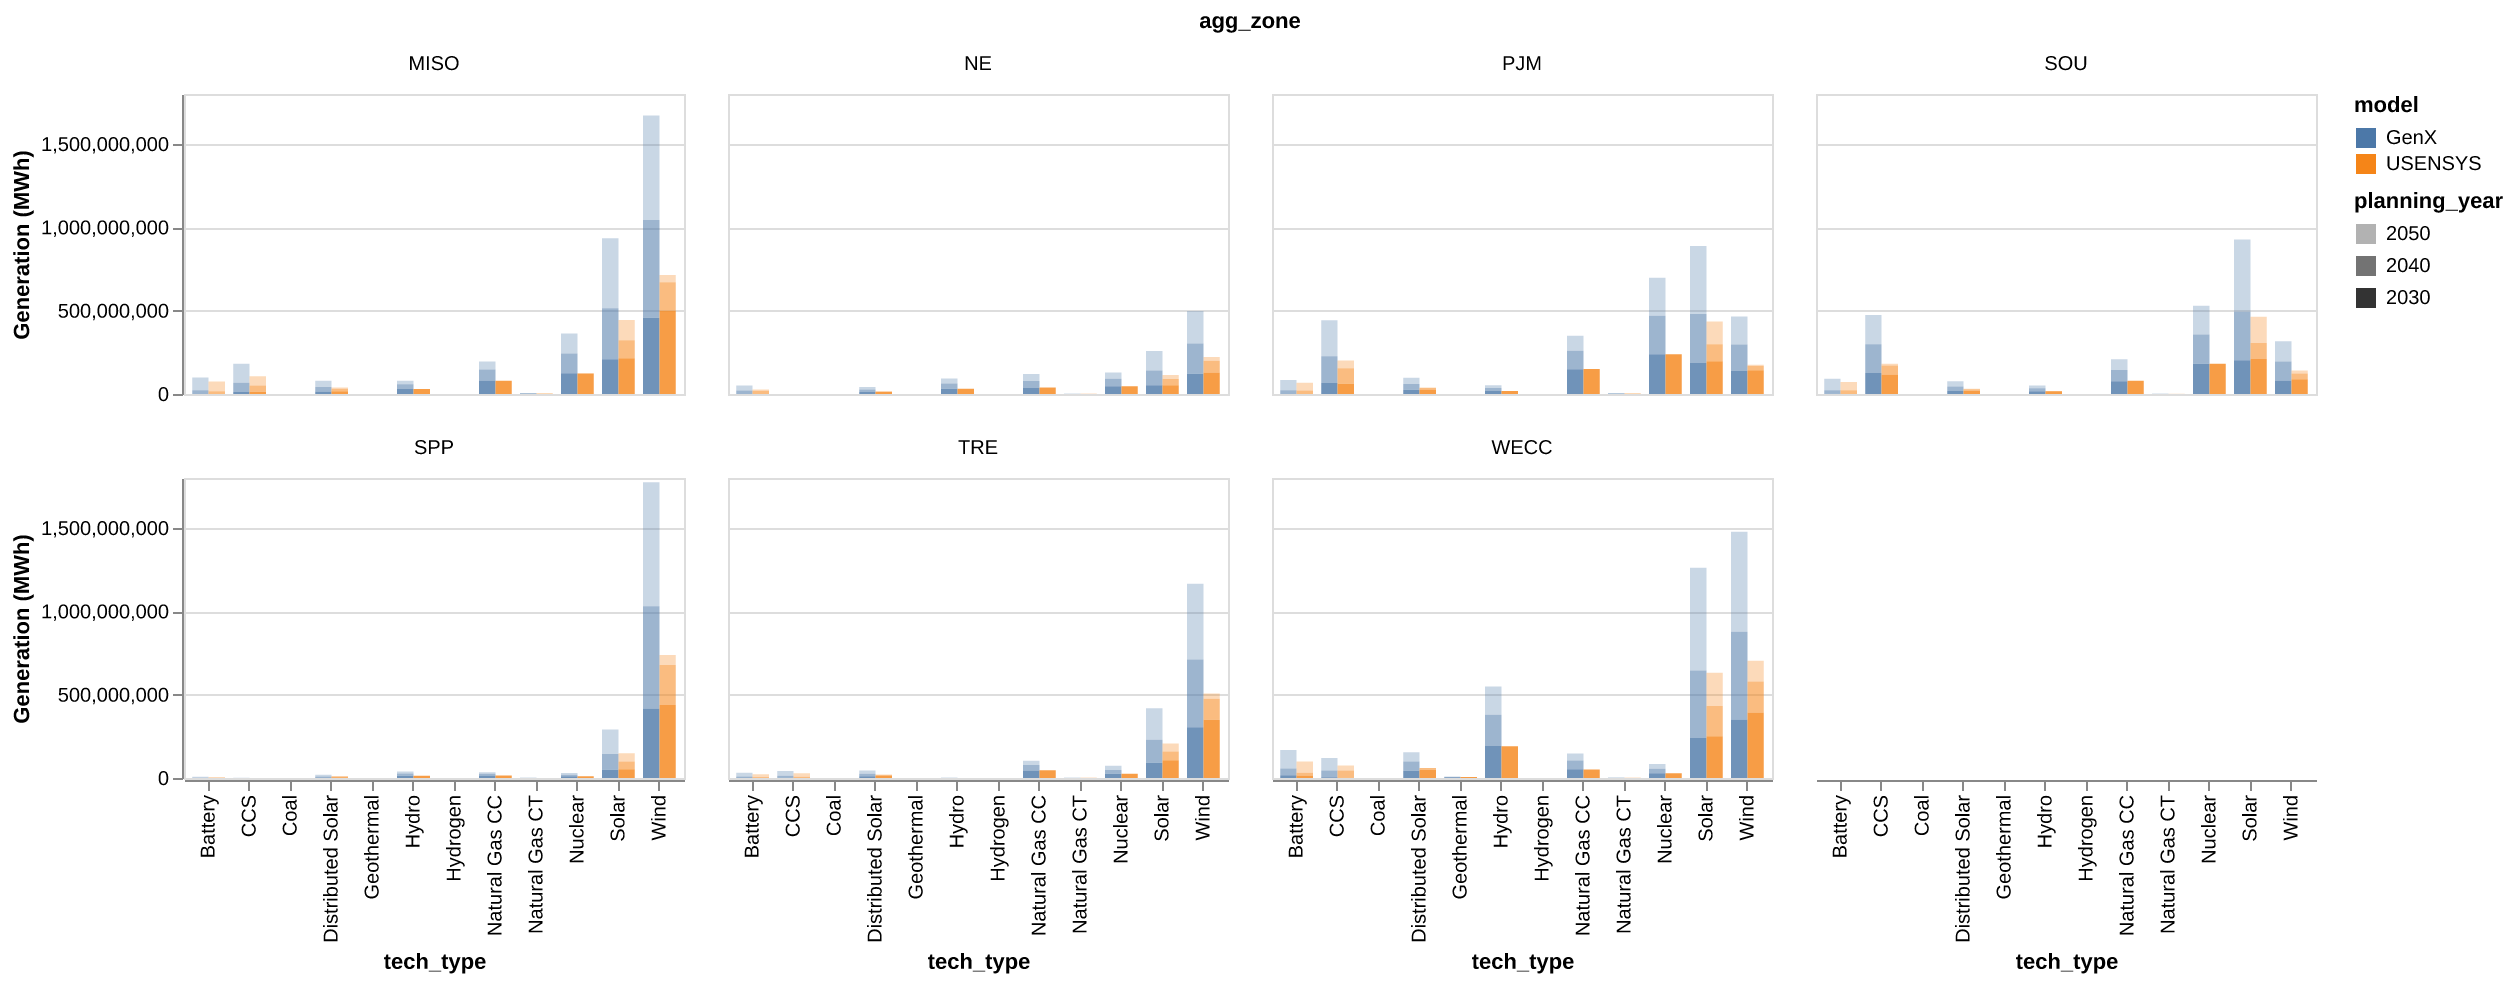 agg_zone
MISO
NE
PJM
SOU
model
GenX
USENSYS
planning_year
2050
2040
2030
Generation (MWh)
1,500,000,000
1,000,000,000
500,000,000
0
SPP
TRE
WECC
Generation (MWh)
1,500,000,000
1,000,000,000
500,000,000
0
Battery
CCS
Coal
Distributed Solar
Geothermal
Hydro
Hydrogen
Natural Gas CC
Natural Gas CT
Nuclear
Solar
Wind
tech_type
Battery
CCS
Coal
Distributed Solar
Geothermal
Hydro
Hydrogen
Natural Gas CC
Natural Gas CT
Nuclear
Solar
Wind
tech_type
Battery
CCS
Coal
Distributed Solar
Geothermal
Hydro
Hydrogen
Natural Gas CC
Natural Gas CT
Nuclear
Solar
Wind
tech_type
Battery
CCS
Coal
Distributed Solar
Geothermal
Hydro
Hydrogen
Natural Gas CC
Natural Gas CT
Nuclear
Solar
Wind
tech_type